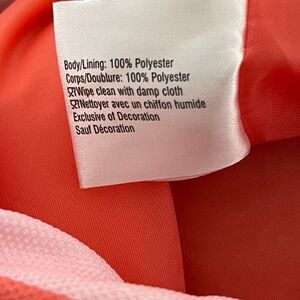 Body/Lining: 100% Polyester
Corps/Doublure: 100% Polyester
☑Wipe clean with damp cloth
☑Nettoyer avec un chiffon humide
Exclusive of Decoration
Sauf Décoration